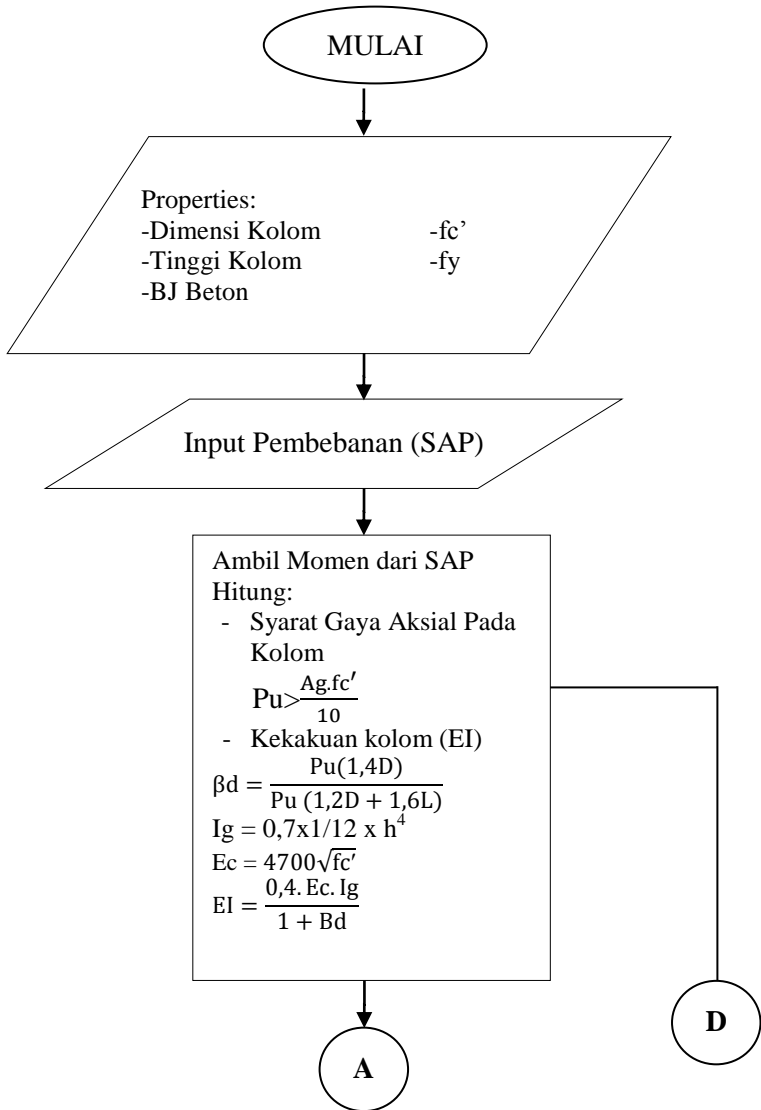 MULAI
Properties:
-Dimensi Kolom -fc’
-Tinggi Kolom -fy
-BJ Beton
Input Pembebanan (SAP)
Ambil Momen dari SAP
Hitung:
- Syarat Gaya Aksial Pada
Kolom
Pu>Ag.fc′/10
- Kekakuan kolom (EI)
βd = Pu(1,4D)/Pu (1,2D + 1,6L)
Ig = 0,7x1/12 x h⁴
Ec = 4700√fc′
EI = 0,4. Ec. Ig/1 + Bd
D
A